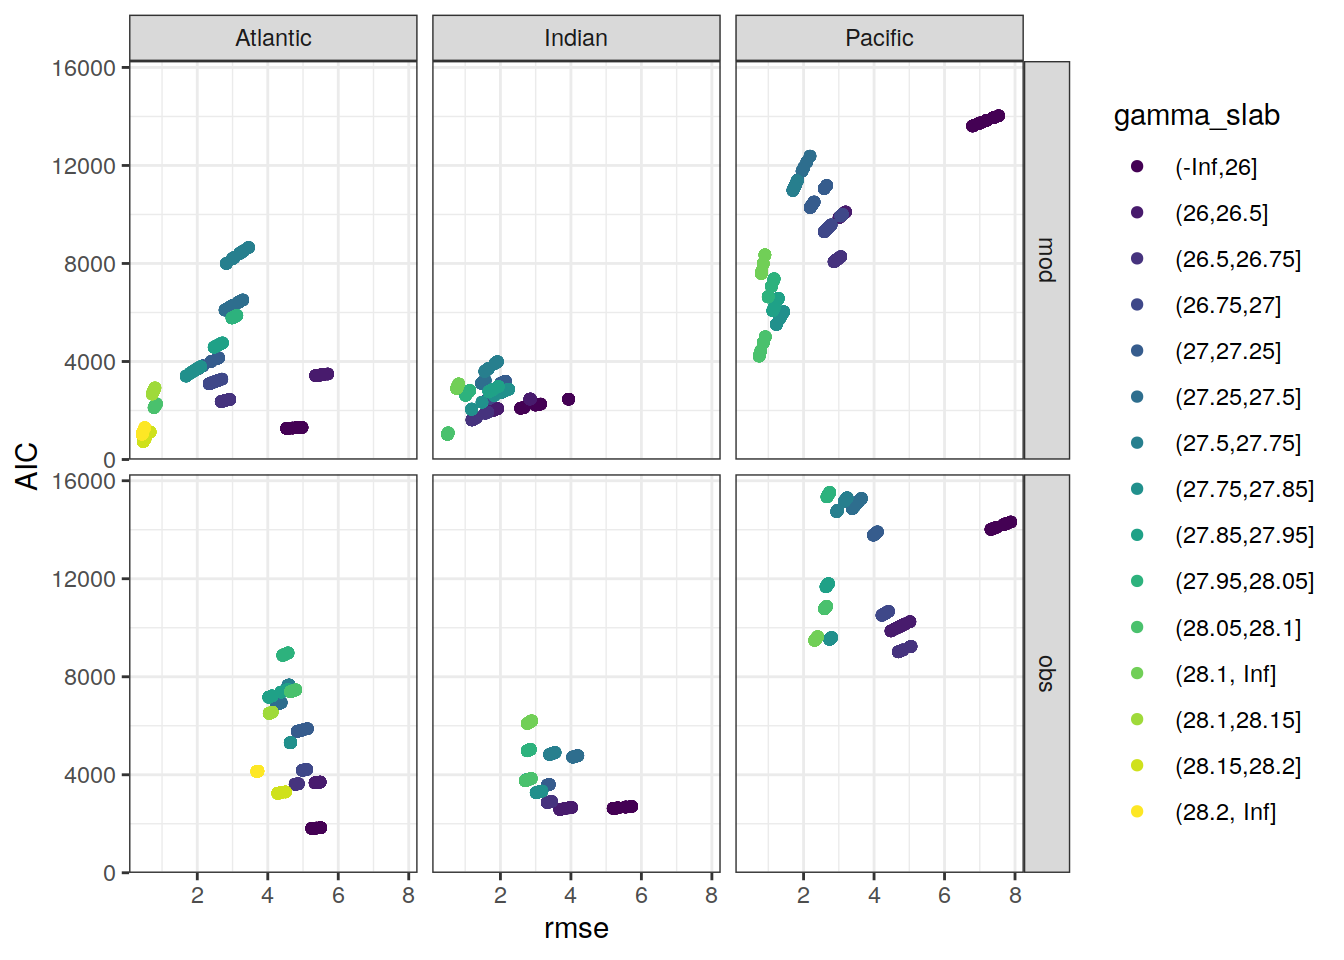 Atlantic
Indian
Pacific
gamma_slab
(-Inf,26]
(26,26.5]
(26.5,26.75]
(26.75,27]
(27,27.25]
(27.25,27.5]
(27.5,27.75]
(27.75,27.85]
(27.85,27.95]
(27.95,28.05]
(28.05,28.1]
(28.1, Inf]
(28.1,28.15]
(28.15,28.2]
(28.2, Inf]
AIC
16000
12000
8000
4000
0
mod
16000
12000
8000
4000
0
obs
2 4 6 8
2 4 6 8
2 4 6 8
rmse